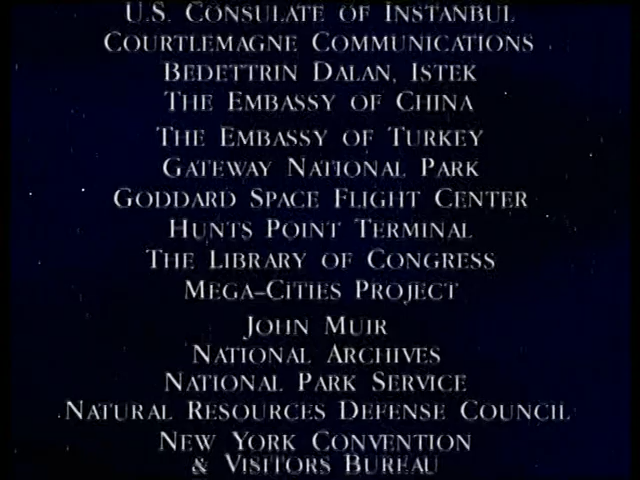 U.S. CONSULATE OF INSTANBUL
COURTLEMAGNE COMMUNICATIONS
BEDETTRIN DALAN, ISTEK
THE EMBASSY OF CHINA
THE EMBASSY OF TURKEY
GATEWAY NATIONAL PARK
GODDARD SPACE FLIGHT CENTER
HUNTS POINT TERMINAL
THE LIBRARY OF CONGRESS
MEGA–CITIES PROJECT
JOHN MUIR
NATIONAL ARCHIVES
NATIONAL PARK SERVICE
NATURAL RESOURCES DEFENSE COUNCIL
NEW YORK CONVENTION
& VISITORS BUREAU